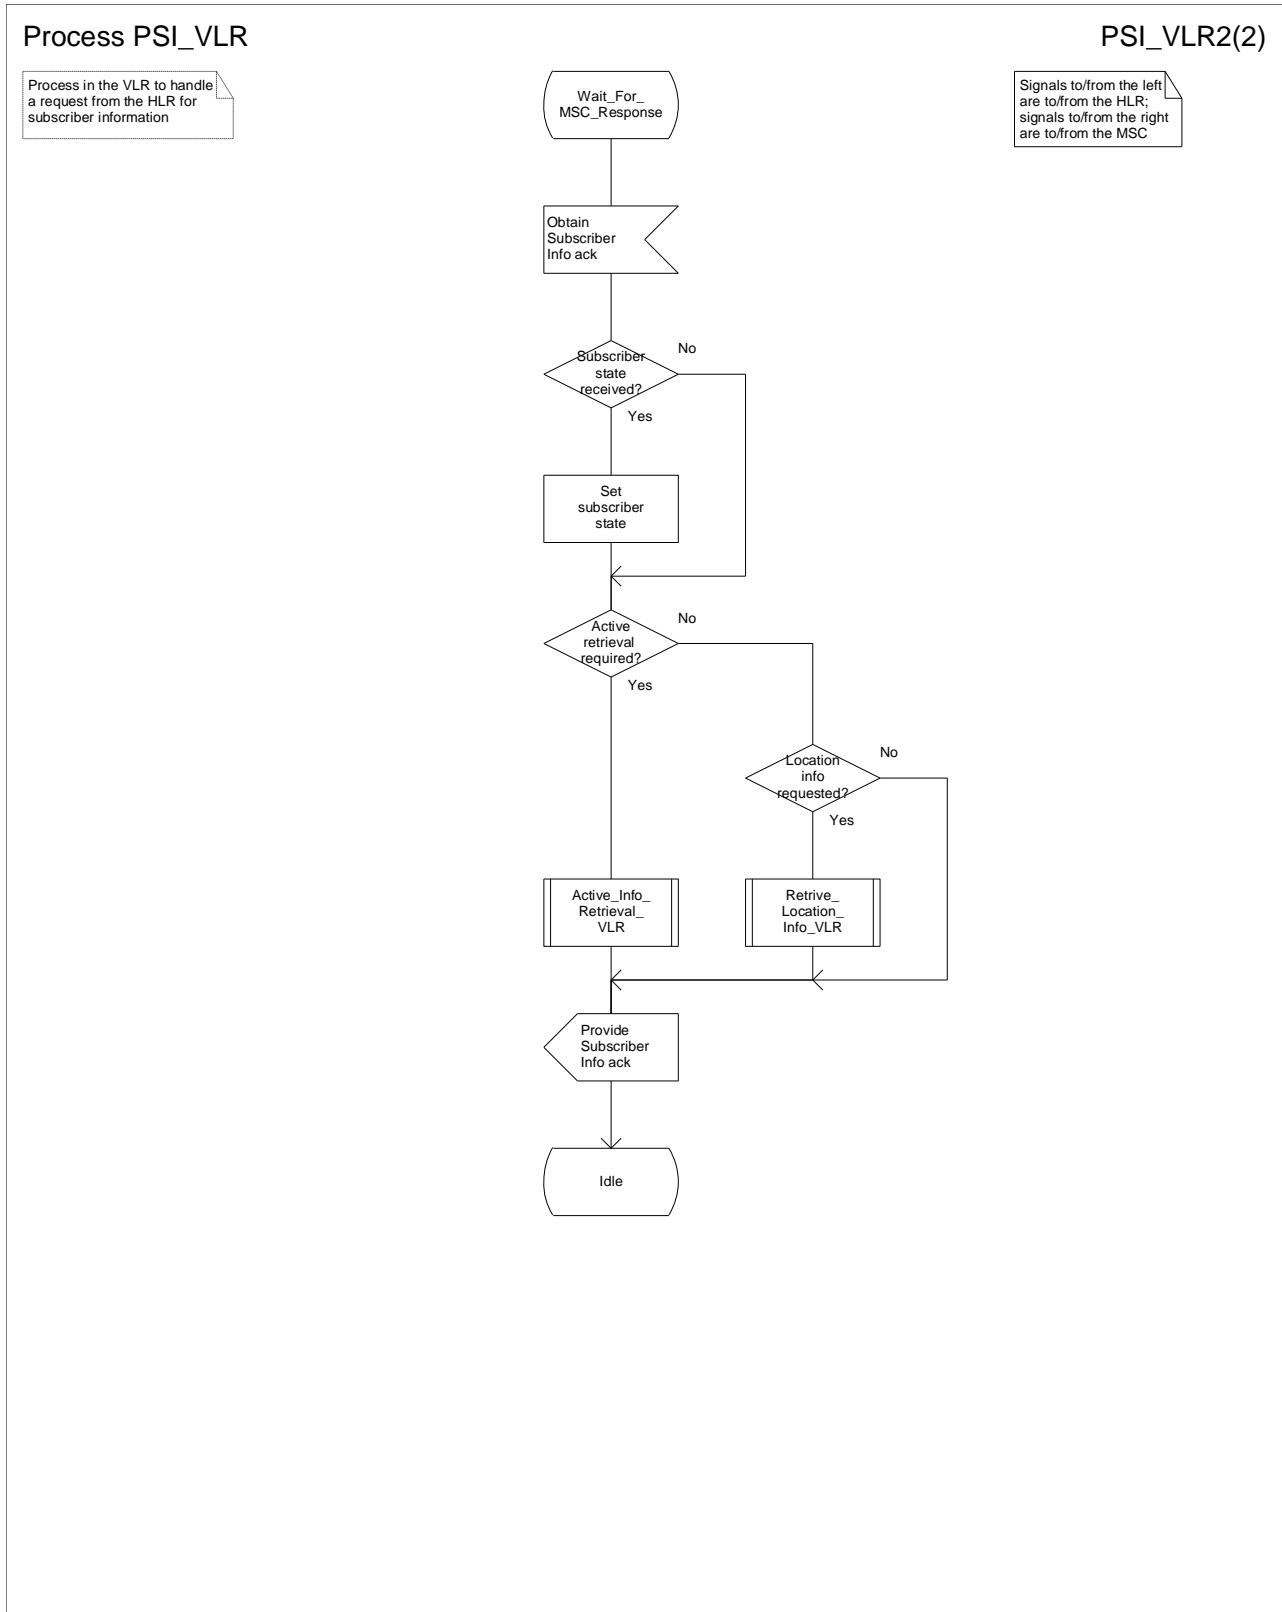 Process PSI_VLR
PSI_VLR2(2)
Process in the VLR to handle
a request from the HLR for
subscriber information
Signals to/from the left
are to/from the HLR;
signals to/from the right
are to/from the MSC
Wait_For_
MSC_Response
Obtain
Subscriber
Info ack
Subscriber
state
received?
No
Yes
Set
subscriber
state
Active
retrieval
required?
No
Yes
Location
info
requested?
No
Yes
Active_Info_
Retrieval_
VLR
Retrive_
Location_
Info_VLR
Provide
Subscriber
Info ack
Idle